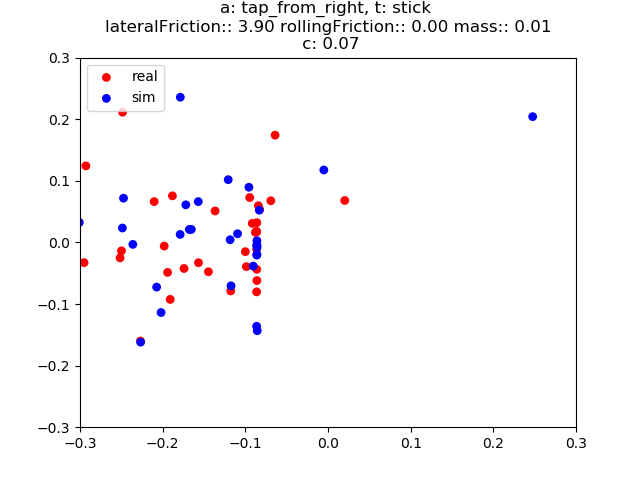 a: tap_from_right, t: stick
lateralFriction:: 3.90 rollingFriction:: 0.00 mass:: 0.01
c: 0.07
real
sim
0.3
0.2
0.1
0.0
−0.1
−0.2
−0.3
−0.3 −0.2 −0.1 0.0 0.1 0.2 0.3